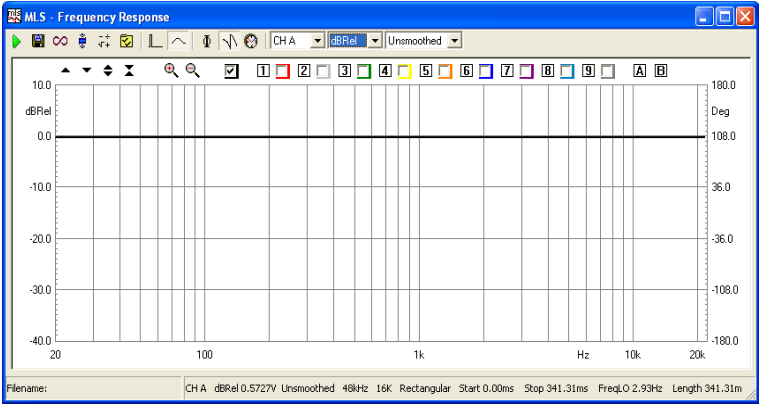 MLS - Frequency Response
CH A dBRel Unsmoothed
1 2 3 4 5 6 7 8 9 A B
10.0 180.0
dBRel Deg
0.0 108.0
-10.0 36.0
-20.0 -36.0
-30.0 -108.0
-40.0 -180.0
20 100 1k Hz 10k 20k
Filename: CH A dBRel 0.5727V Unsmoothed 48kHz 16K Rectangular Start 0.00ms Stop 341.31ms FreqLO 2.93Hz Length 341.31m